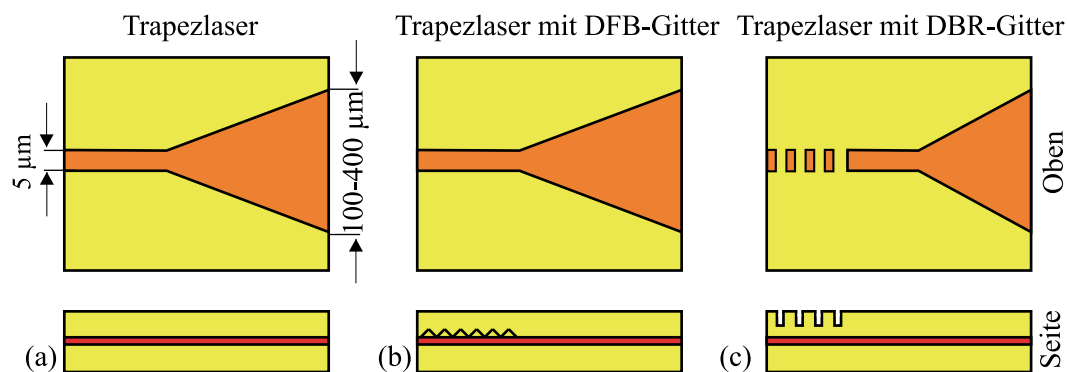 Trapezlaser
Trapezlaser mit DFB-Gitter
Trapezlaser mit DBR-Gitter
5 µm
100-400 µm
Oben
(a)
(b)
(c)
Seite